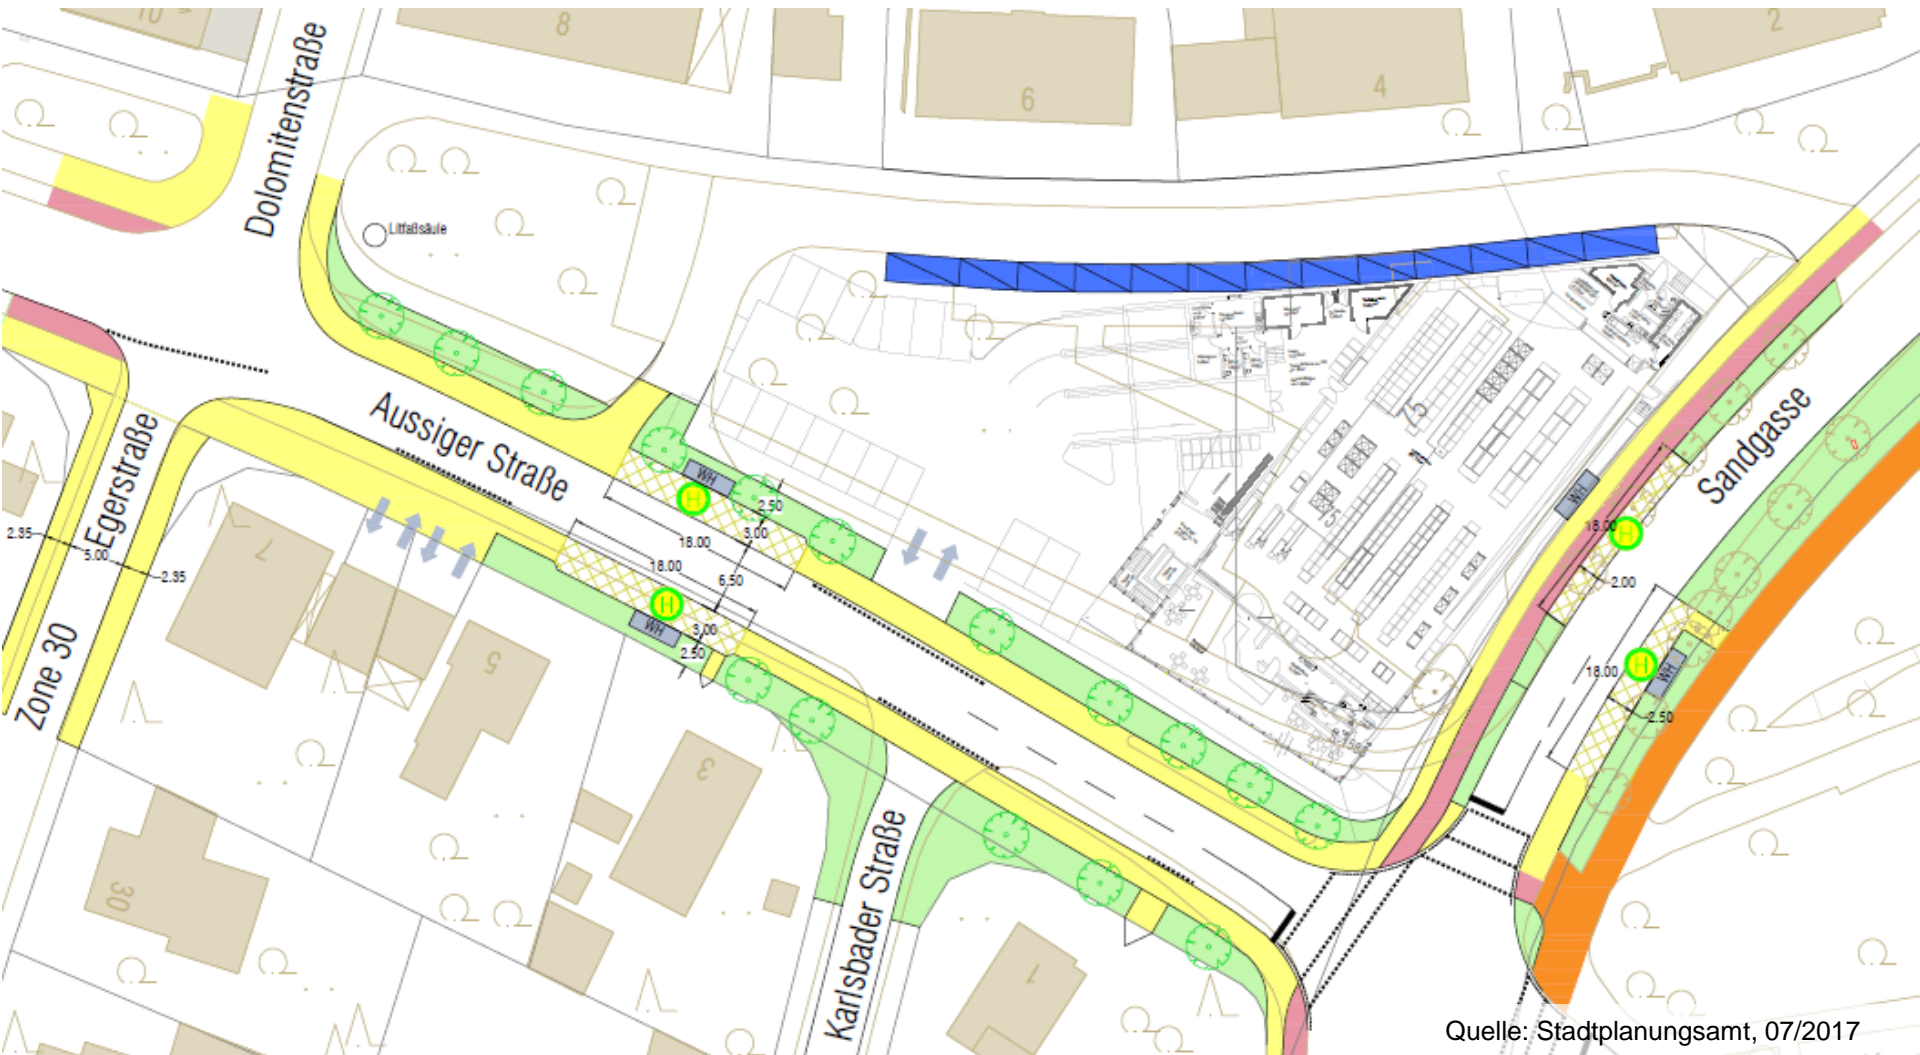 10
8
6
4
2
Dolomitenstraße
Litfaßsäule
Aussiger Straße
Egerstraße
Zone 30
Karlsbader Straße
Sandgasse
WH
H
2.50
3.00
18.00
18.00
6,50
H
WH
3.00
2.50
2.35
5.00
2.35
7
5
3
1
30
75
WH
18.00
H
2.00
18.00
H
WH
2.50
Quelle: Stadtplanungsamt, 07/2017